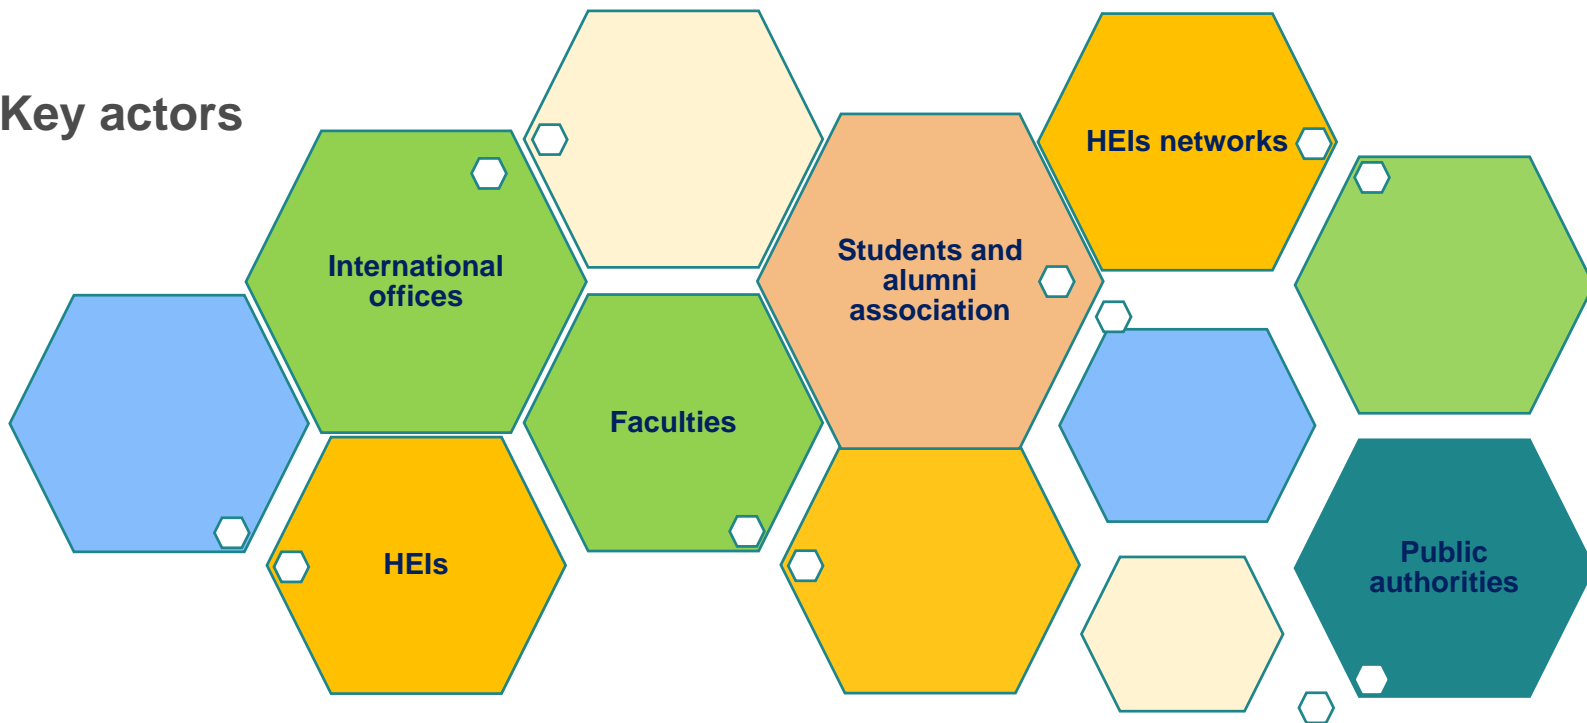 Key actors
HEIs networks
International
offices
Students and
alumni
association
Faculties
HEIs
Public
authorities